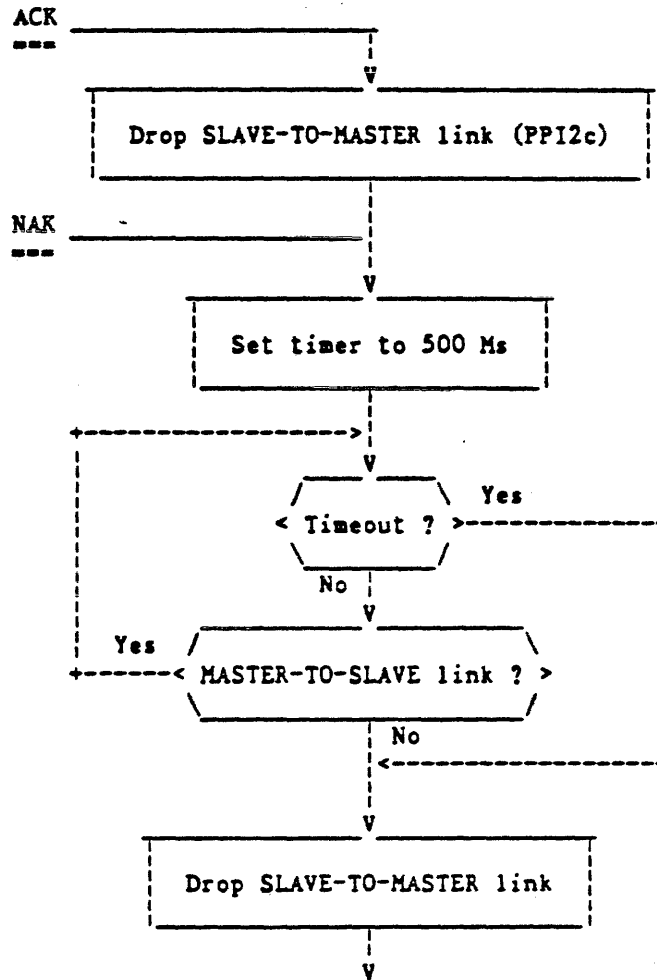 ACK
Drop SLAVE-TO-MASTER link (PPI2c)
NAK
Set timer to 500 Ms
Timeout ?
Yes
No
Yes
MASTER-TO-SLAVE link ?
No
Drop SLAVE-TO-MASTER link